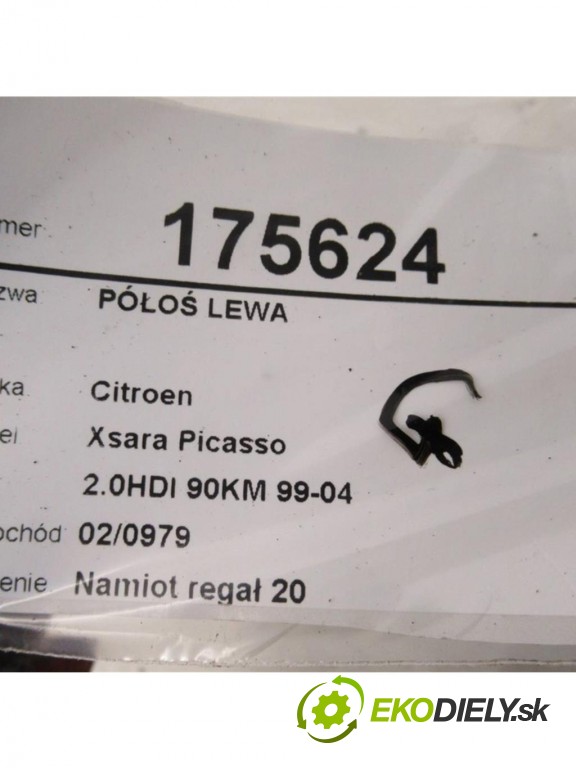 mer 175624
zwa PÓŁOŚ LEWA
ka Citroen
el Xsara Picasso
2.0HDI 90KM 99-04
ochód 02/0979
enie Namiot regał 20
EKODIELY.sk